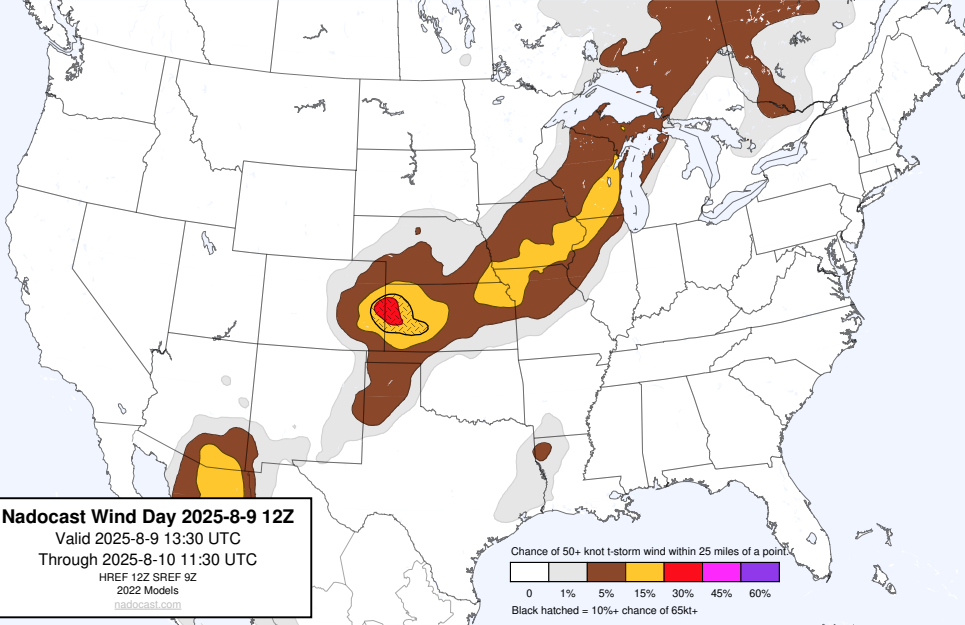 Nadocast Wind Day 2025-8-9 12Z
Valid 2025-8-9 13:30 UTC
Through 2025-8-10 11:30 UTC
HREF 12Z SREF 9Z
2022 Models
nadocast.com
Chance of 50+ knot t-storm wind within 25 miles of a point.
0 1% 5% 15% 30% 45% 60%
Black hatched = 10%+ chance of 65kt+